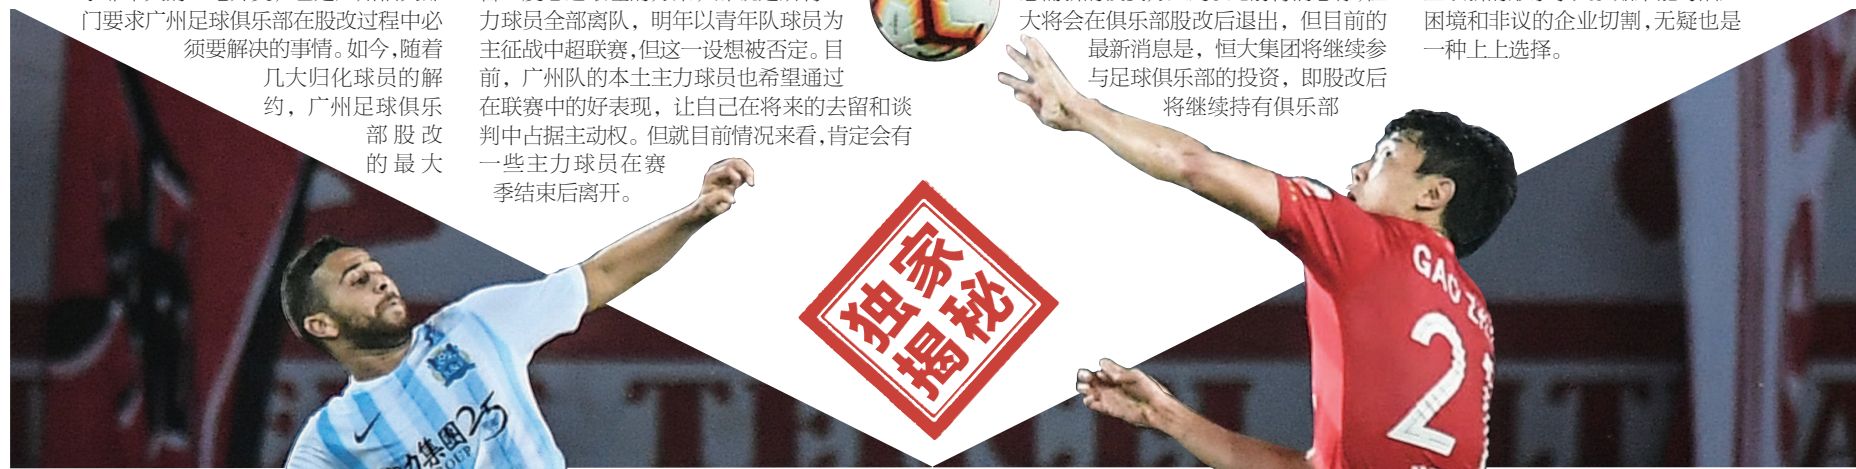 门要求广州足球俱乐部在股改过程中必
须要解决的事情。如今,随着
几大归化球员的解
约，广州足球俱乐
部股改
的最大
力球员全部离队，明年以青年队球员为
主征战中超联赛,但这一设想被否定。目
前，广州队的本土主力球员也希望通过
在联赛中的好表现，让自己在将来的去留和谈
判中占据主动权。但就目前情况来看,肯定会有
一些主力球员在赛
季结束后离开。
大将会在俱乐部股改后退出，但目前的
最新消息是，恒大集团将继续参
与足球俱乐部的投资，即股改后
将继续持有俱乐部
困境和非议的企业切割,无疑也是
一种上上选择。
独家
揭秘
GAO
2
力集團
25